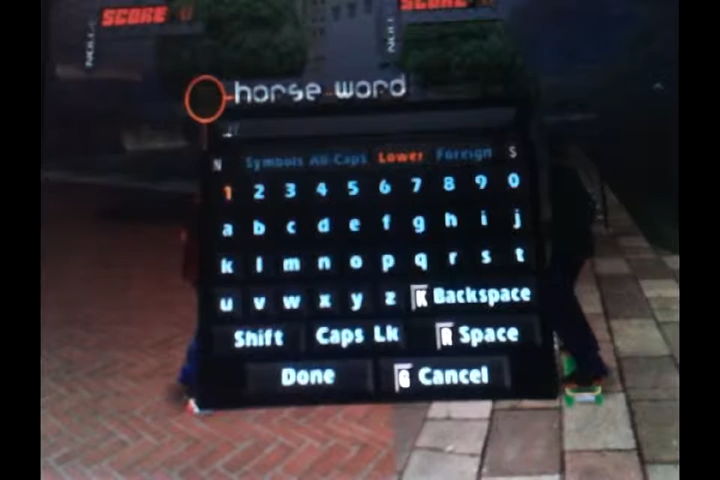 SCORE 0
SCORE
horse word
N Symbols All Caps Lower Foreign S
1 2 3 4 5 6 7 8 9 0
a b c d e f g h i j
k l m n o p q r s t
u v w x y z K Backspace
Shift Caps Lk R Space
Done G Cancel